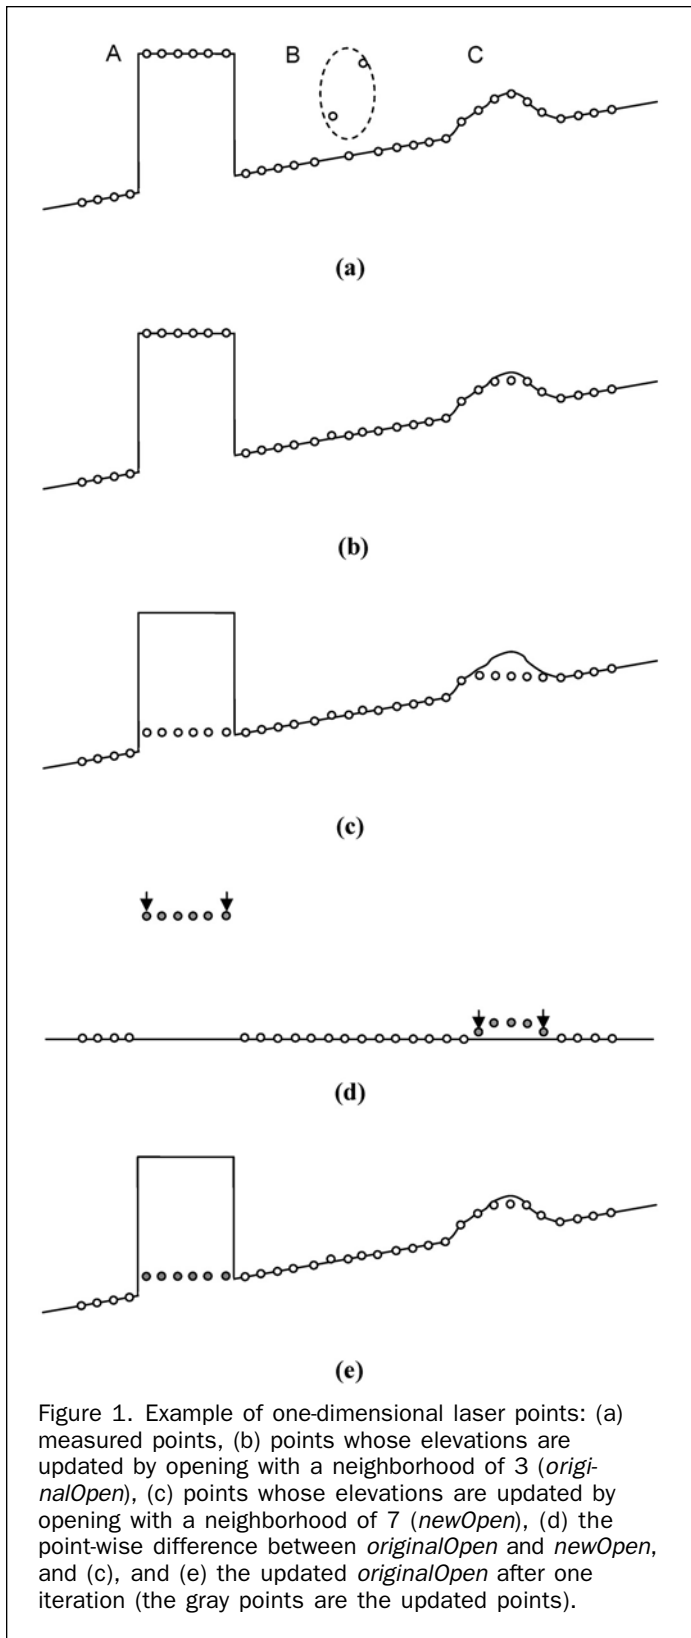 A B C
(a)
(b)
(c)
(d)
(e)
Figure 1. Example of one-dimensional laser points: (a)
measured points, (b) points whose elevations are
updated by opening with a neighborhood of 3 (origi-
nalOpen), (c) points whose elevations are updated by
opening with a neighborhood of 7 (newOpen), (d) the
point-wise difference between originalOpen and newOpen,
and (c), and (e) the updated originalOpen after one
iteration (the gray points are the updated points).